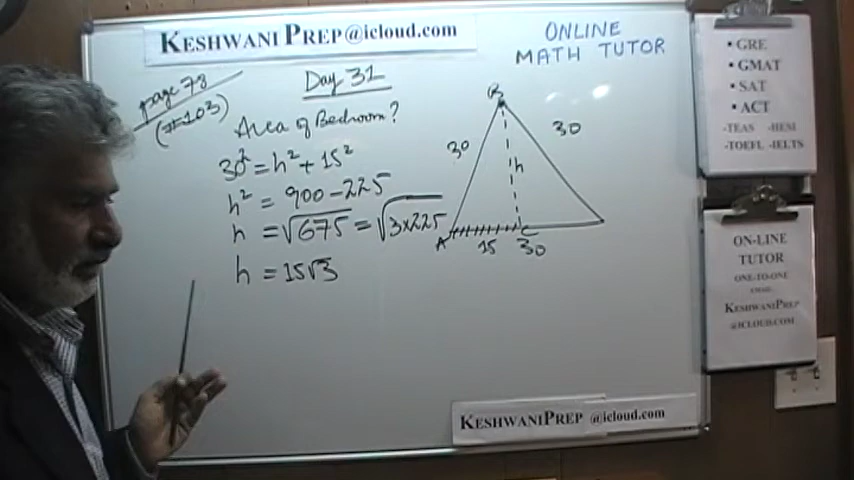 KESHWANIPREP@icloud.com
ONLINE
MATH TUTOR
page 78
(#103)
Day 31
Area of Bedroom?
30² = h² + 15²
h² = 900 - 225
h = √675 = √3x225
h = 15√3
B
30
30
h
A
C
15
30
• GRE
• GMAT
• SAT
• ACT
-TEAS -HESI
-TOEFL -IELTS
ON-LINE
TUTOR
ONE-TO-ONE
EMAIL
KESHWANIPREP
@ICLOUD.COM
KESHWANIPREP @icloud.com